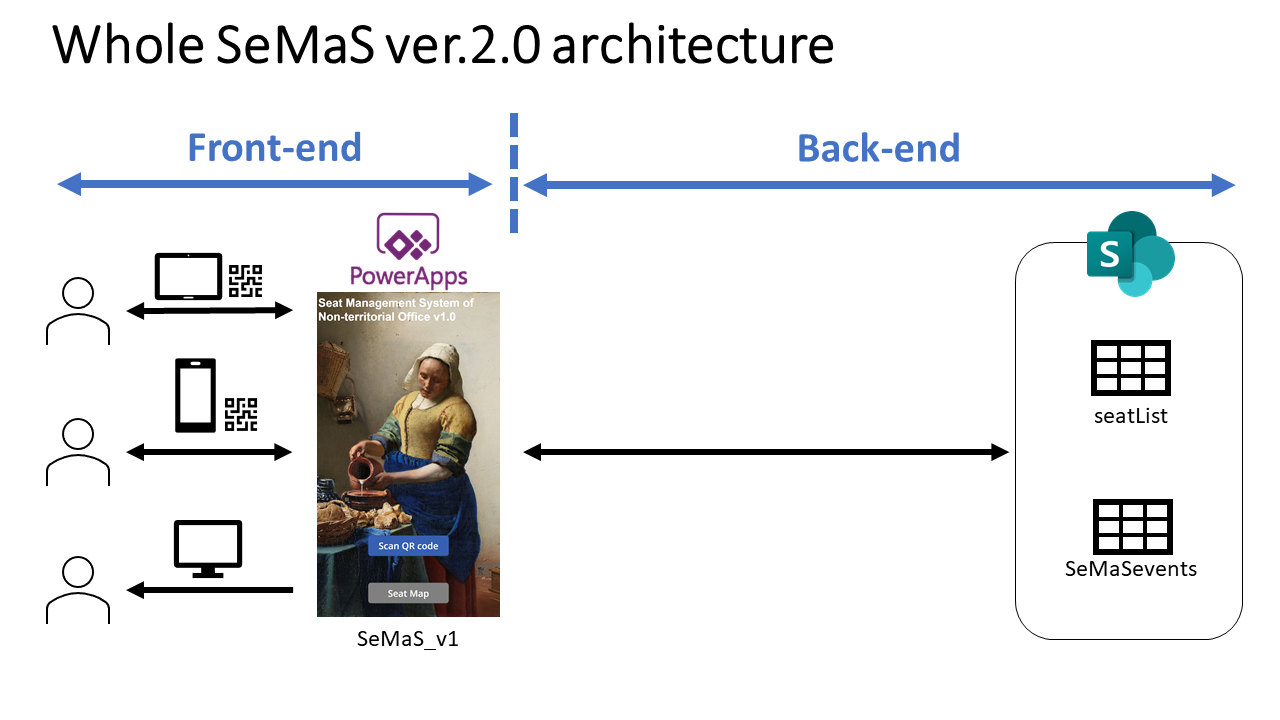 Whole SeMaS ver.2.0 architecture
Front-end
Back-end
PowerApps
S
Seat Management System of
Non-territorial Office v1.0
seatList
Scan QR code
SeMaSevents
Seat Map
SeMaS_v1